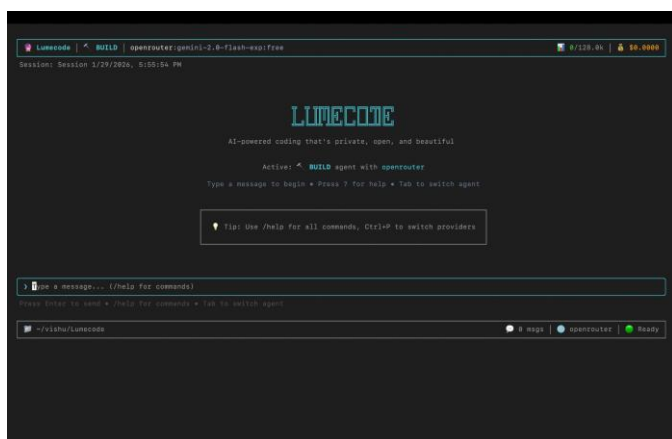 Lumecode | BUILD | openrouter:gemini-2.0-flash-exp:free 0/128.0k | $0.0000
Session: Session 1/29/2026, 5:55:54 PM
LUMECODE
AI-powered coding that's private, open, and beautiful
Active: BUILD agent with openrouter
Type a message to begin • Press ? for help • Tab to switch agent
Tip: Use /help for all commands, Ctrl+P to switch providers
> Type a message... (/help for commands)
Press Enter to send • /help for commands • Tab to switch agent
~/vishu/Lumecode 0 msgs | openrouter | Ready